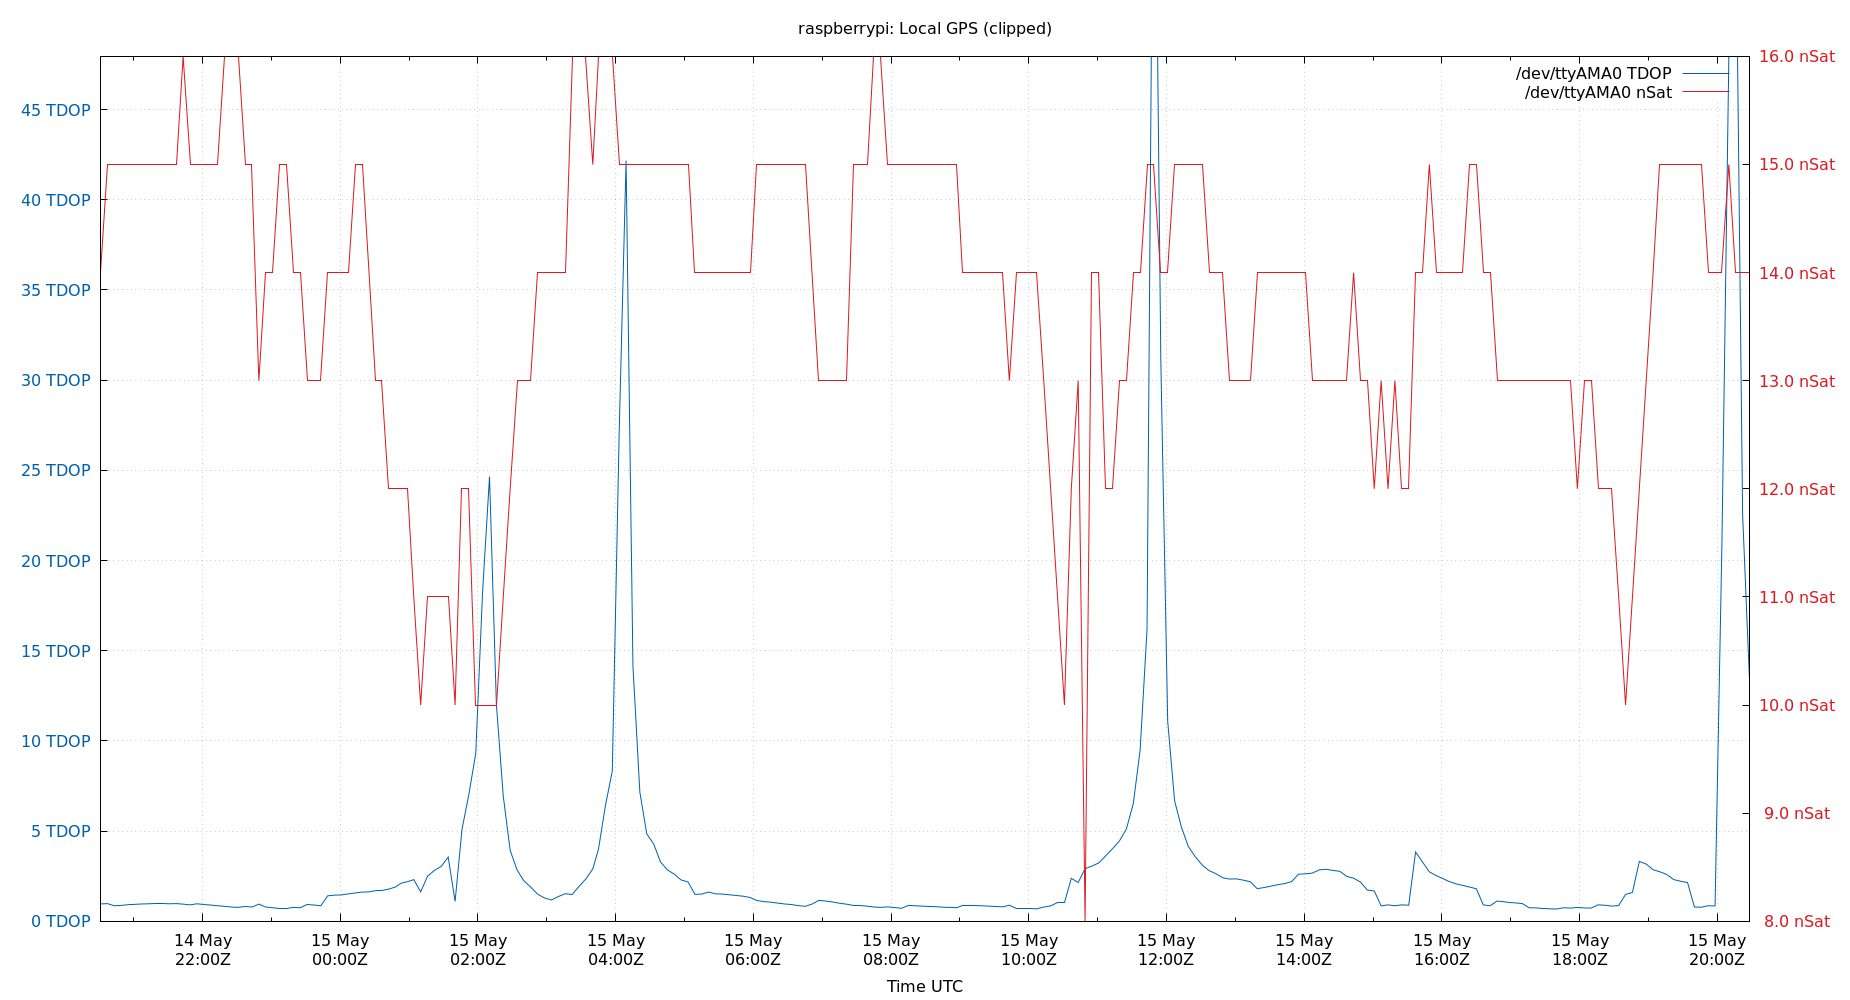 raspberrypi: Local GPS (clipped)
/dev/ttyAMA0 TDOP
/dev/ttyAMA0 nSat
45 TDOP
40 TDOP
35 TDOP
30 TDOP
25 TDOP
20 TDOP
15 TDOP
10 TDOP
5 TDOP
0 TDOP
16.0 nSat
15.0 nSat
14.0 nSat
13.0 nSat
12.0 nSat
11.0 nSat
10.0 nSat
9.0 nSat
8.0 nSat
14 May
22:00Z
15 May
00:00Z
15 May
02:00Z
15 May
04:00Z
15 May
06:00Z
15 May
08:00Z
15 May
10:00Z
15 May
12:00Z
15 May
14:00Z
15 May
16:00Z
15 May
18:00Z
15 May
20:00Z
Time UTC